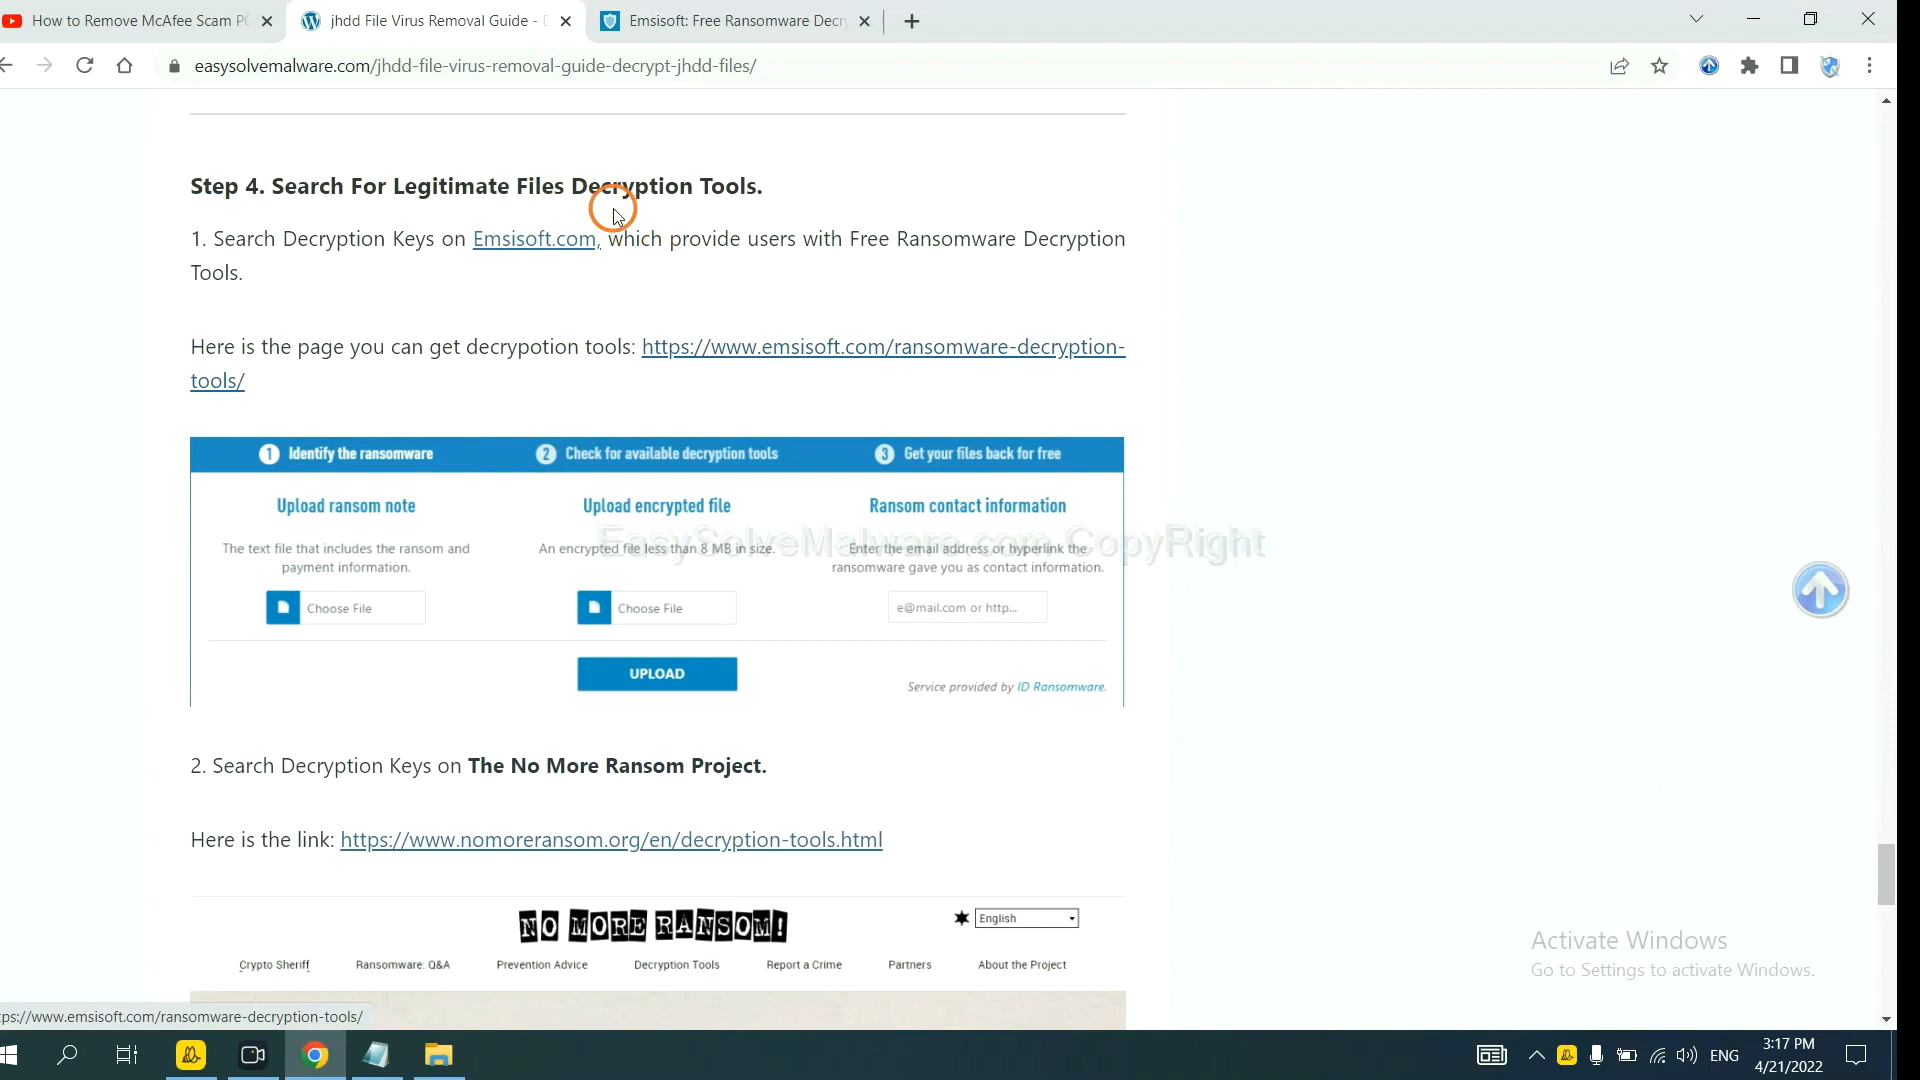 How to Remove McAfee Scam P
jhdd File Virus Removal Guide -
Emsisoft: Free Ransomware Decr
easysolvemalware.com/jhdd-file-virus-removal-guide-decrypt-jhdd-files/
Step 4. Search For Legitimate Files Decryption Tools.
1. Search Decryption Keys on Emsisoft.com, which provide users with Free Ransomware Decryption
Tools.
Here is the page you can get decrypotion tools: https://www.emsisoft.com/ransomware-decryption-
tools/
1 Identify the ransomware
2 Check for available decryption tools
3 Get your files back for free
Upload ransom note
Upload encrypted file
Ransom contact information
The text file that includes the ransom and
payment information.
An encrypted file less than 8 MB in size.
Enter the email address or hyperlink the
ransomware gave you as contact information.
EasySolveMalware.com CopyRight
Choose File
Choose File
e@mail.com or http...
UPLOAD
Service provided by ID Ransomware.
2. Search Decryption Keys on The No More Ransom Project.
Here is the link: https://www.nomoreransom.org/en/decryption-tools.html
NO MORE RANSOM!
English
Crypto Sheriff
Ransomware: Q&A
Prevention Advice
Decryption Tools
Report a Crime
Partners
About the Project
Activate Windows
Go to Settings to activate Windows.
ps://www.emsisoft.com/ransomware-decryption-tools/
ENG
3:17 PM
4/21/2022